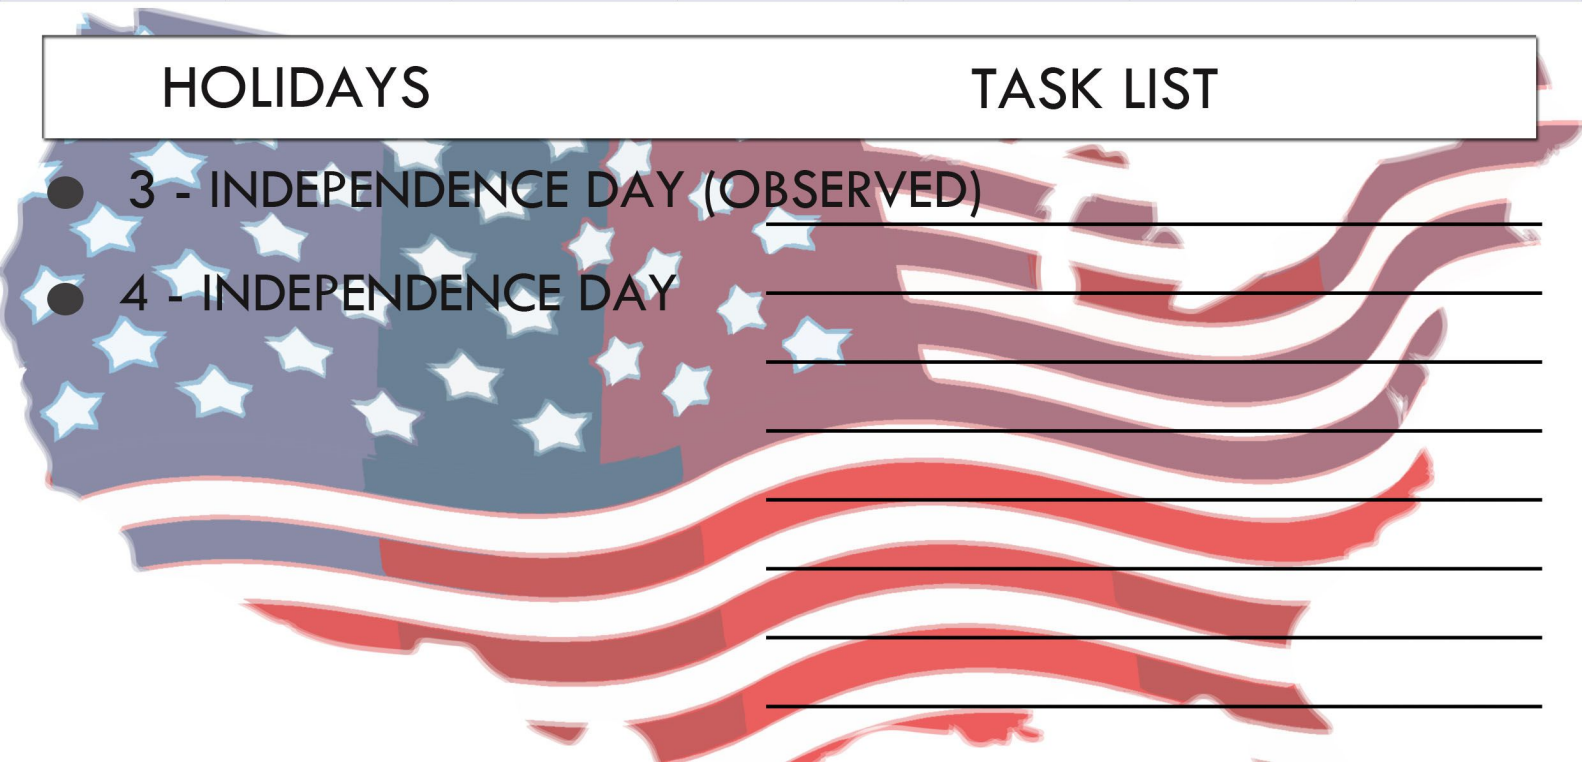 HOLIDAYS
TASK LIST
3 - INDEPENDENCE DAY (OBSERVED)
4 - INDEPENDENCE DAY